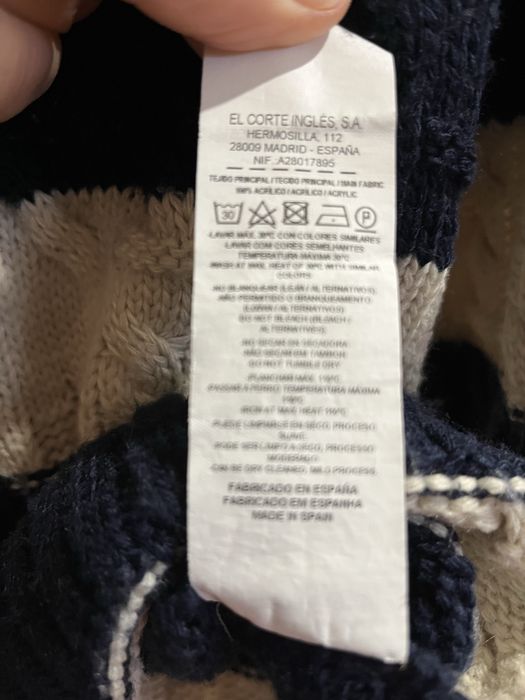 EL CORTE INGLÉS, S.A.
HERMOSILLA, 112
28009 MADRID - ESPAÑA
NIF.:A28017895
TEJIDO PRINCIPAL / TECIDO PRINCIPAL / MAIN FABRIC
100% ACRÍLICO / ACRÍLICO / ACRYLIC
30 P
LAVAR MAX. 30ºC CON COLORES SIMILARES
LAVAR COM CORES SEMELHANTES
TEMPERATURA MÁXIMA 30ºC
WASH AT MAX. HEAT OF 30ºC WITH SIMILAR
COLORS
NO BLANQUEAR (LEJIA / ALTERNATIVOS)
NÃO PERMITIDO O BRANQUEAMENTO
(LIXIVIA / ALTERNATIVOS)
DO NOT BLEACH (BLEACH /
ALTERNATIVES)
NO SECAR EN SECADORA
NÃO SECAR EM TAMBOR
DO NOT TUMBLE DRY
PLANCHAR MÁX. 110ºC
PASSAR A FERRO TEMPERATURA MÁXIMA
110ºC
IRON AT MAX HEAT 110ºC
PUEDE LIMPIARSE EN SECO, PROCESO
SUAVE
PODE SER LIMPO A SECO, PROCESSO
MODERADO
CAN BE DRY CLEANED, MILD PROCESS
FABRICADO EN ESPAÑA
FABRICADO EM ESPANHA
MADE IN SPAIN